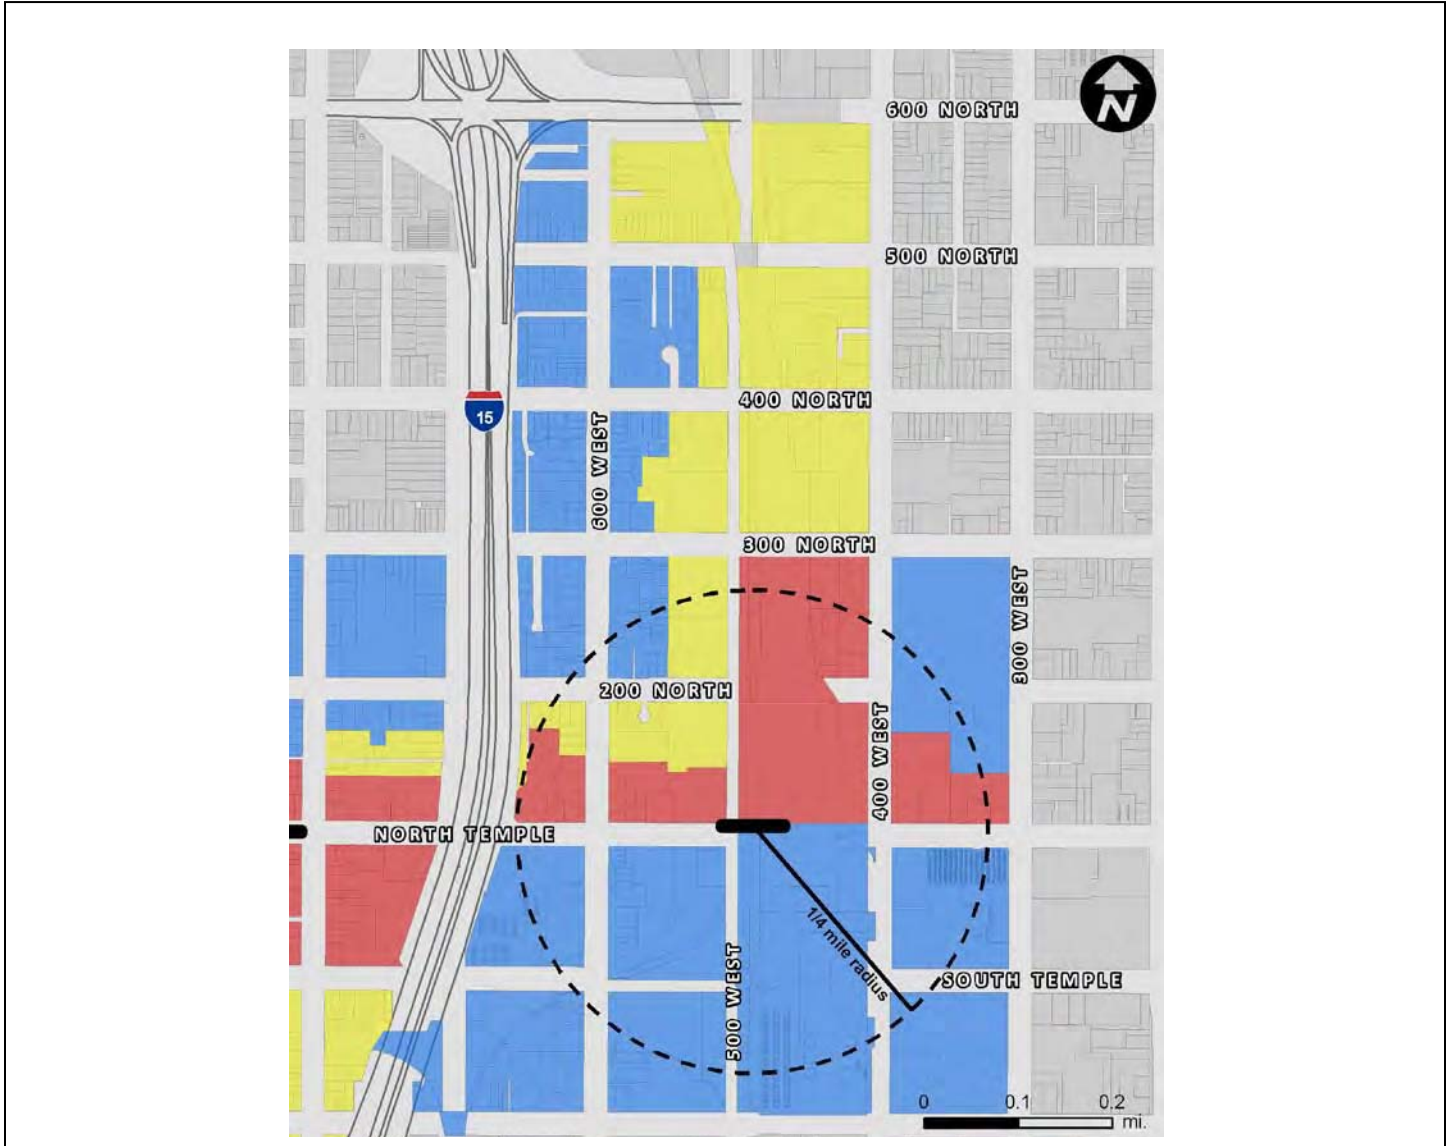 N
600 NORTH
500 NORTH
15
400 NORTH
600 WEST
300 NORTH
300 WEST
200 NORTH
400 WEST
NORTH TEMPLE
1/4 mile radius
500 WEST
SOUTH TEMPLE
0 0.1 0.2
mi.